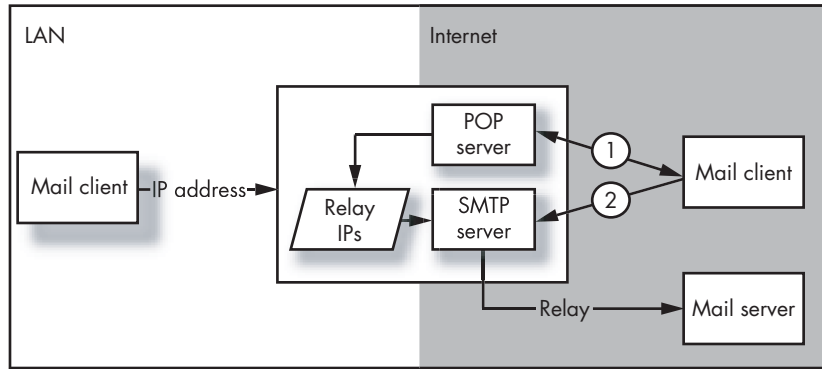 LAN
Internet
POP
server
1
Mail client
Mail client
IP address
Relay
IPs
SMTP
server
2
Relay
Mail server